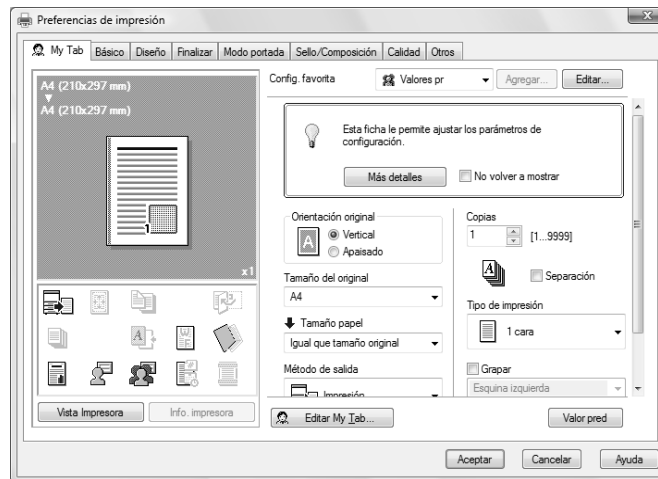 Preferencias de impresión
My Tab Básico Diseño Finalizar Modo portada Sello/Composición Calidad Otros
A4 (210x297 mm)
A4 (210x297 mm)
1
x1
Vista Impresora Info. impresora
Config. favorita Valores pr Agregar... Editar...
Esta ficha le permite ajustar los parámetros de
configuración.
Más detalles No volver a mostrar
Orientación original
A
Vertical
Apaisado
Tamaño del original
A4
Tamaño papel
Igual que tamaño original
Método de salida
Impresión
Copias
1 [1...9999]
Separación
Tipo de impresión
1 cara
Grapar
Esquina izquierda
Editar My Tab... Valor pred
Aceptar Cancelar Ayuda